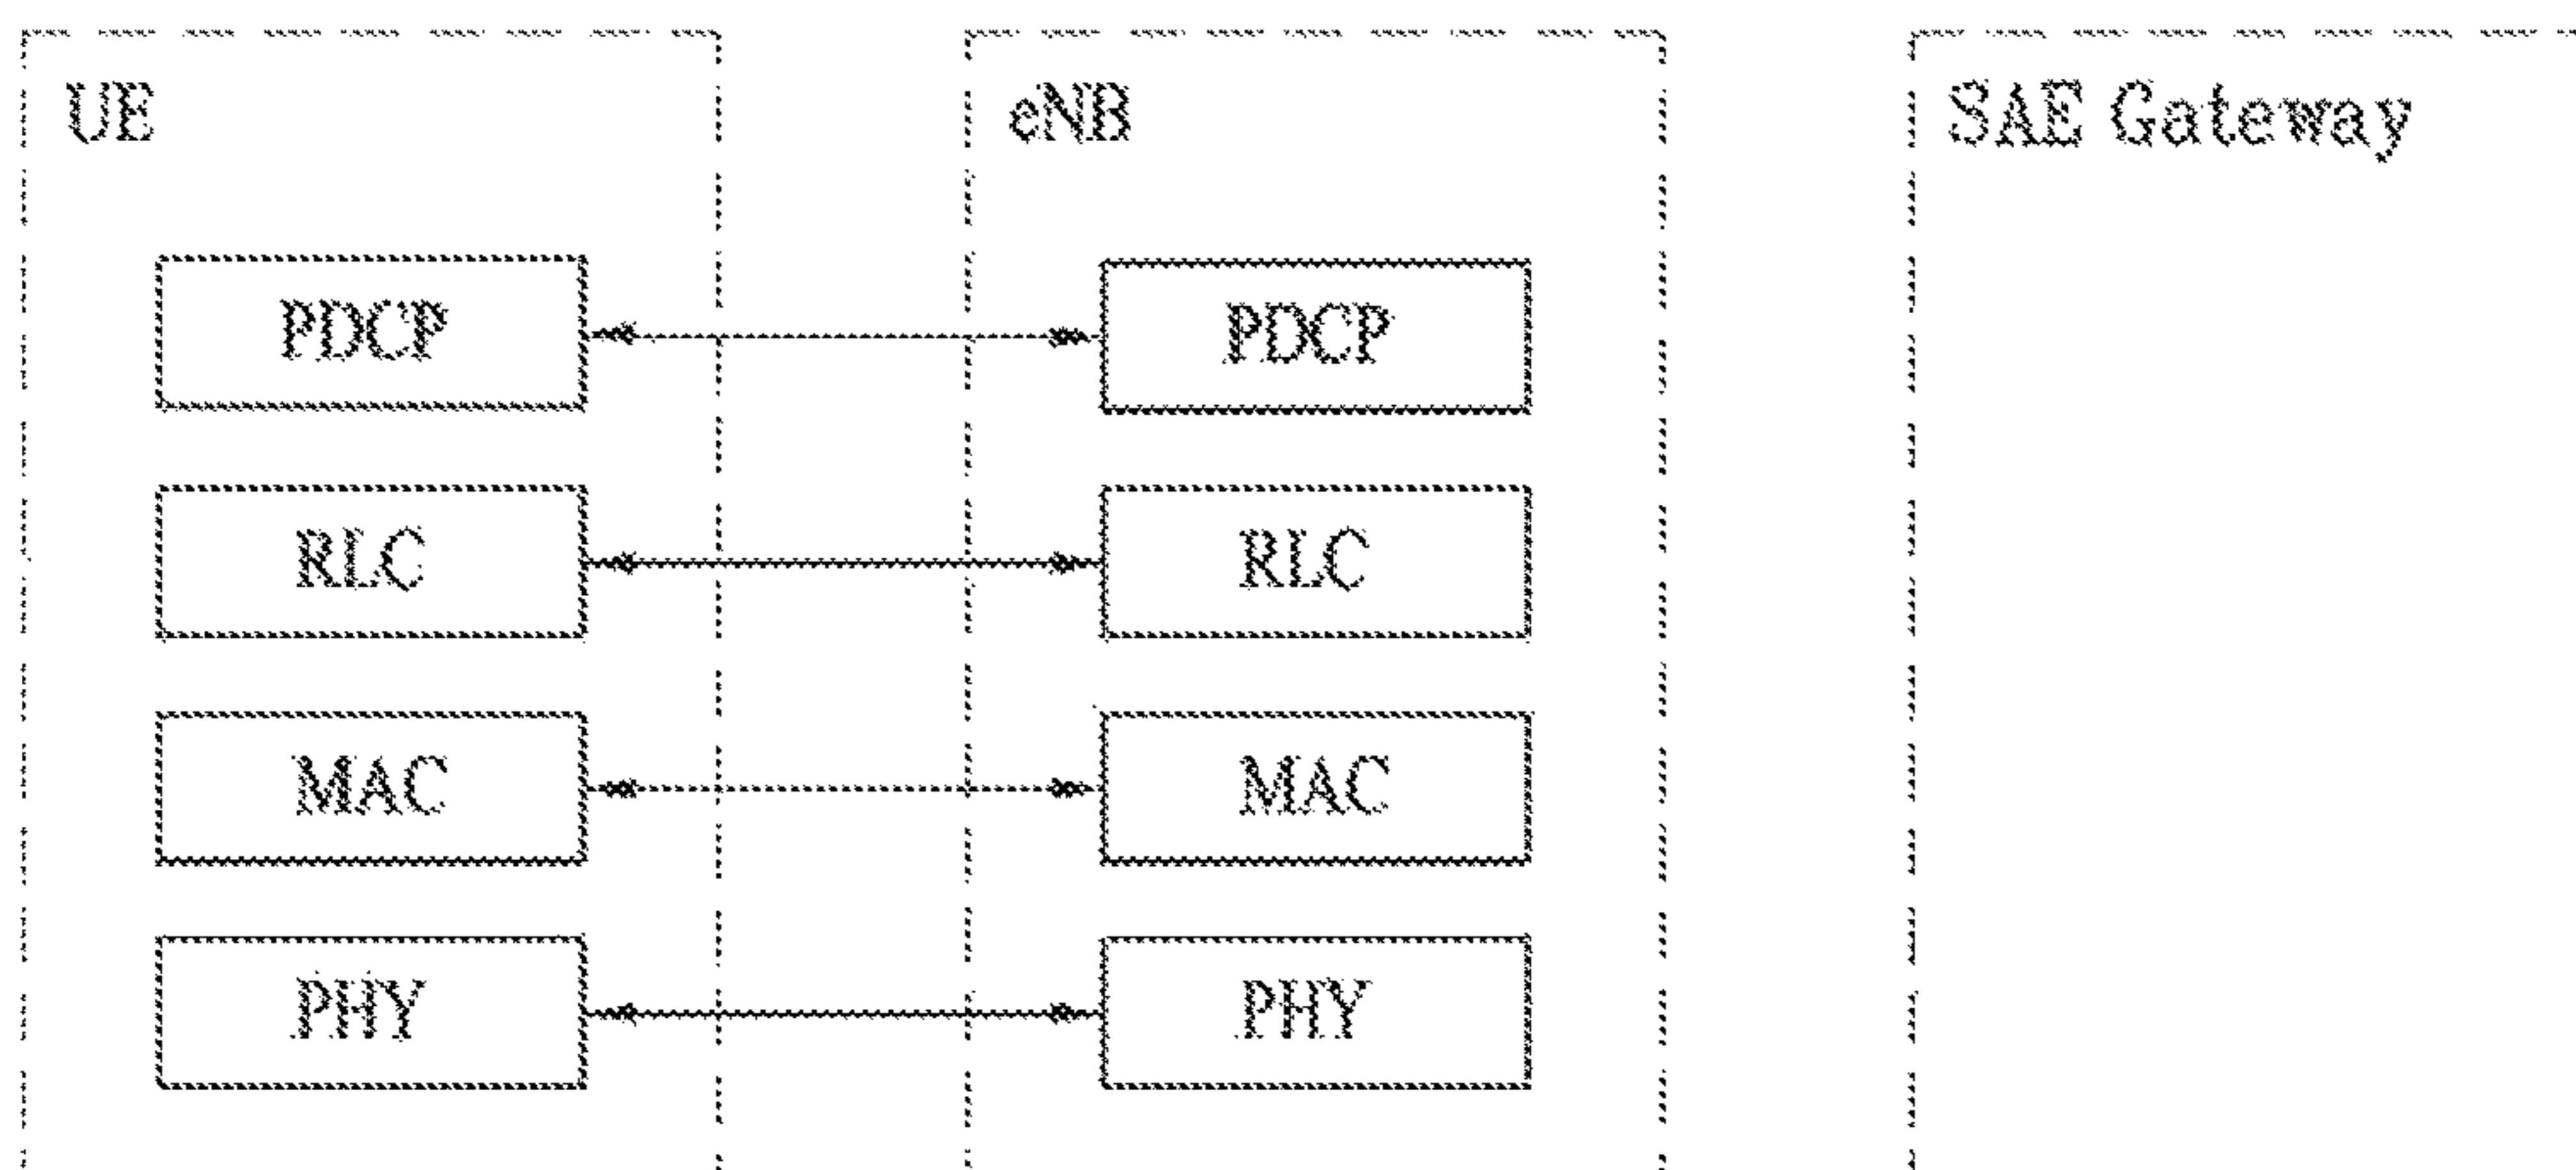 UE eNB SAE Gateway
PDCP PDCP
RLC RLC
MAC MAC
PHY PHY